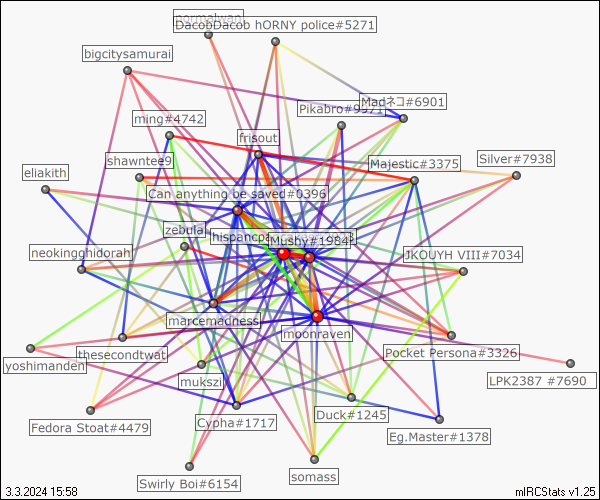 normalwan
DacobDacob hORNY police#5271
bigcitysamurai
Madネコ#6901
Pikabro#9571
ming#4742
frisout
shawntee9
Majestic#3375
Silver#7938
eliakith
Can anything be saved#0396
zebula
Mushy#1984
neokingghidorah
JKOUYH VIII#7034
marcemadness
moonraven
yoshimanden
thesecondtwat
Pocket Persona#3326
mukszi
LPK2387 #7690
Fedora Stoat#4479
Cypha#1717
Duck#1245
Eg.Master#1378
Swirly Boi#6154
somass
3.3.2024 15:58
mIRCStats v1.25